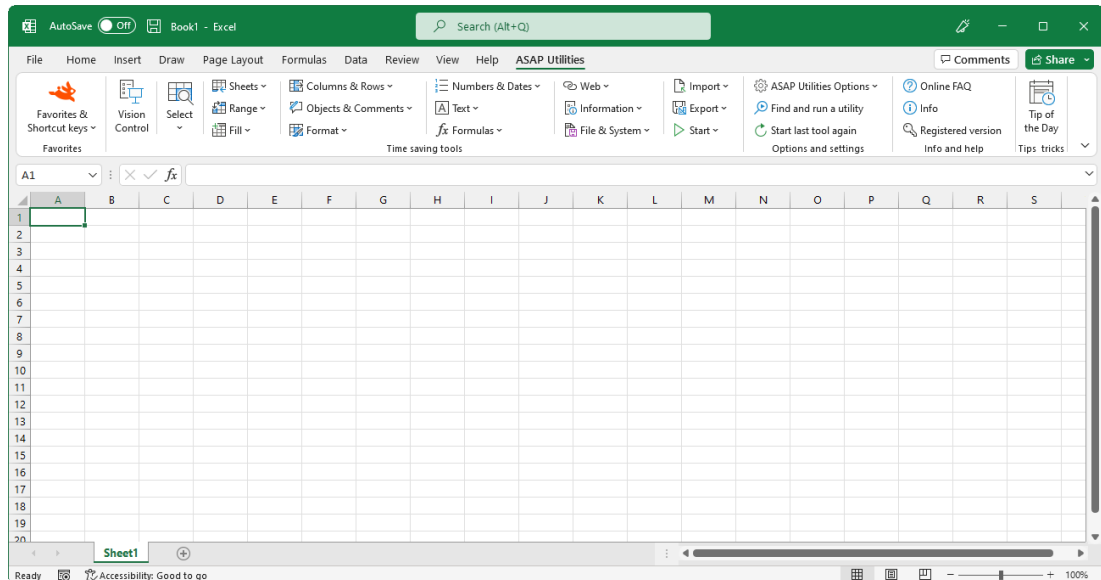 AutoSave Off Book1 - Excel Search (Alt+Q)
File Home Insert Draw Page Layout Formulas Data Review View Help ASAP Utilities Comments Share
Favorites & Shortcut keys
Vision Control
Select
Sheets
Range
Fill
Columns & Rows
Objects & Comments
Format
Numbers & Dates
Text
fx Formulas
Web
Information
File & System
Import
Export
Start
ASAP Utilities Options
Find and run a utility
Start last tool again
Online FAQ
Info
Registered version
Tip of the Day
Favorites Time saving tools Options and settings Info and help Tips tricks
A1 fx
A B C D E F G H I J K L M N O P Q R S
1
2
3
4
5
6
7
8
9
10
11
12
13
14
15
16
17
18
19
20
Sheet1
Ready Accessibility: Good to go 100%